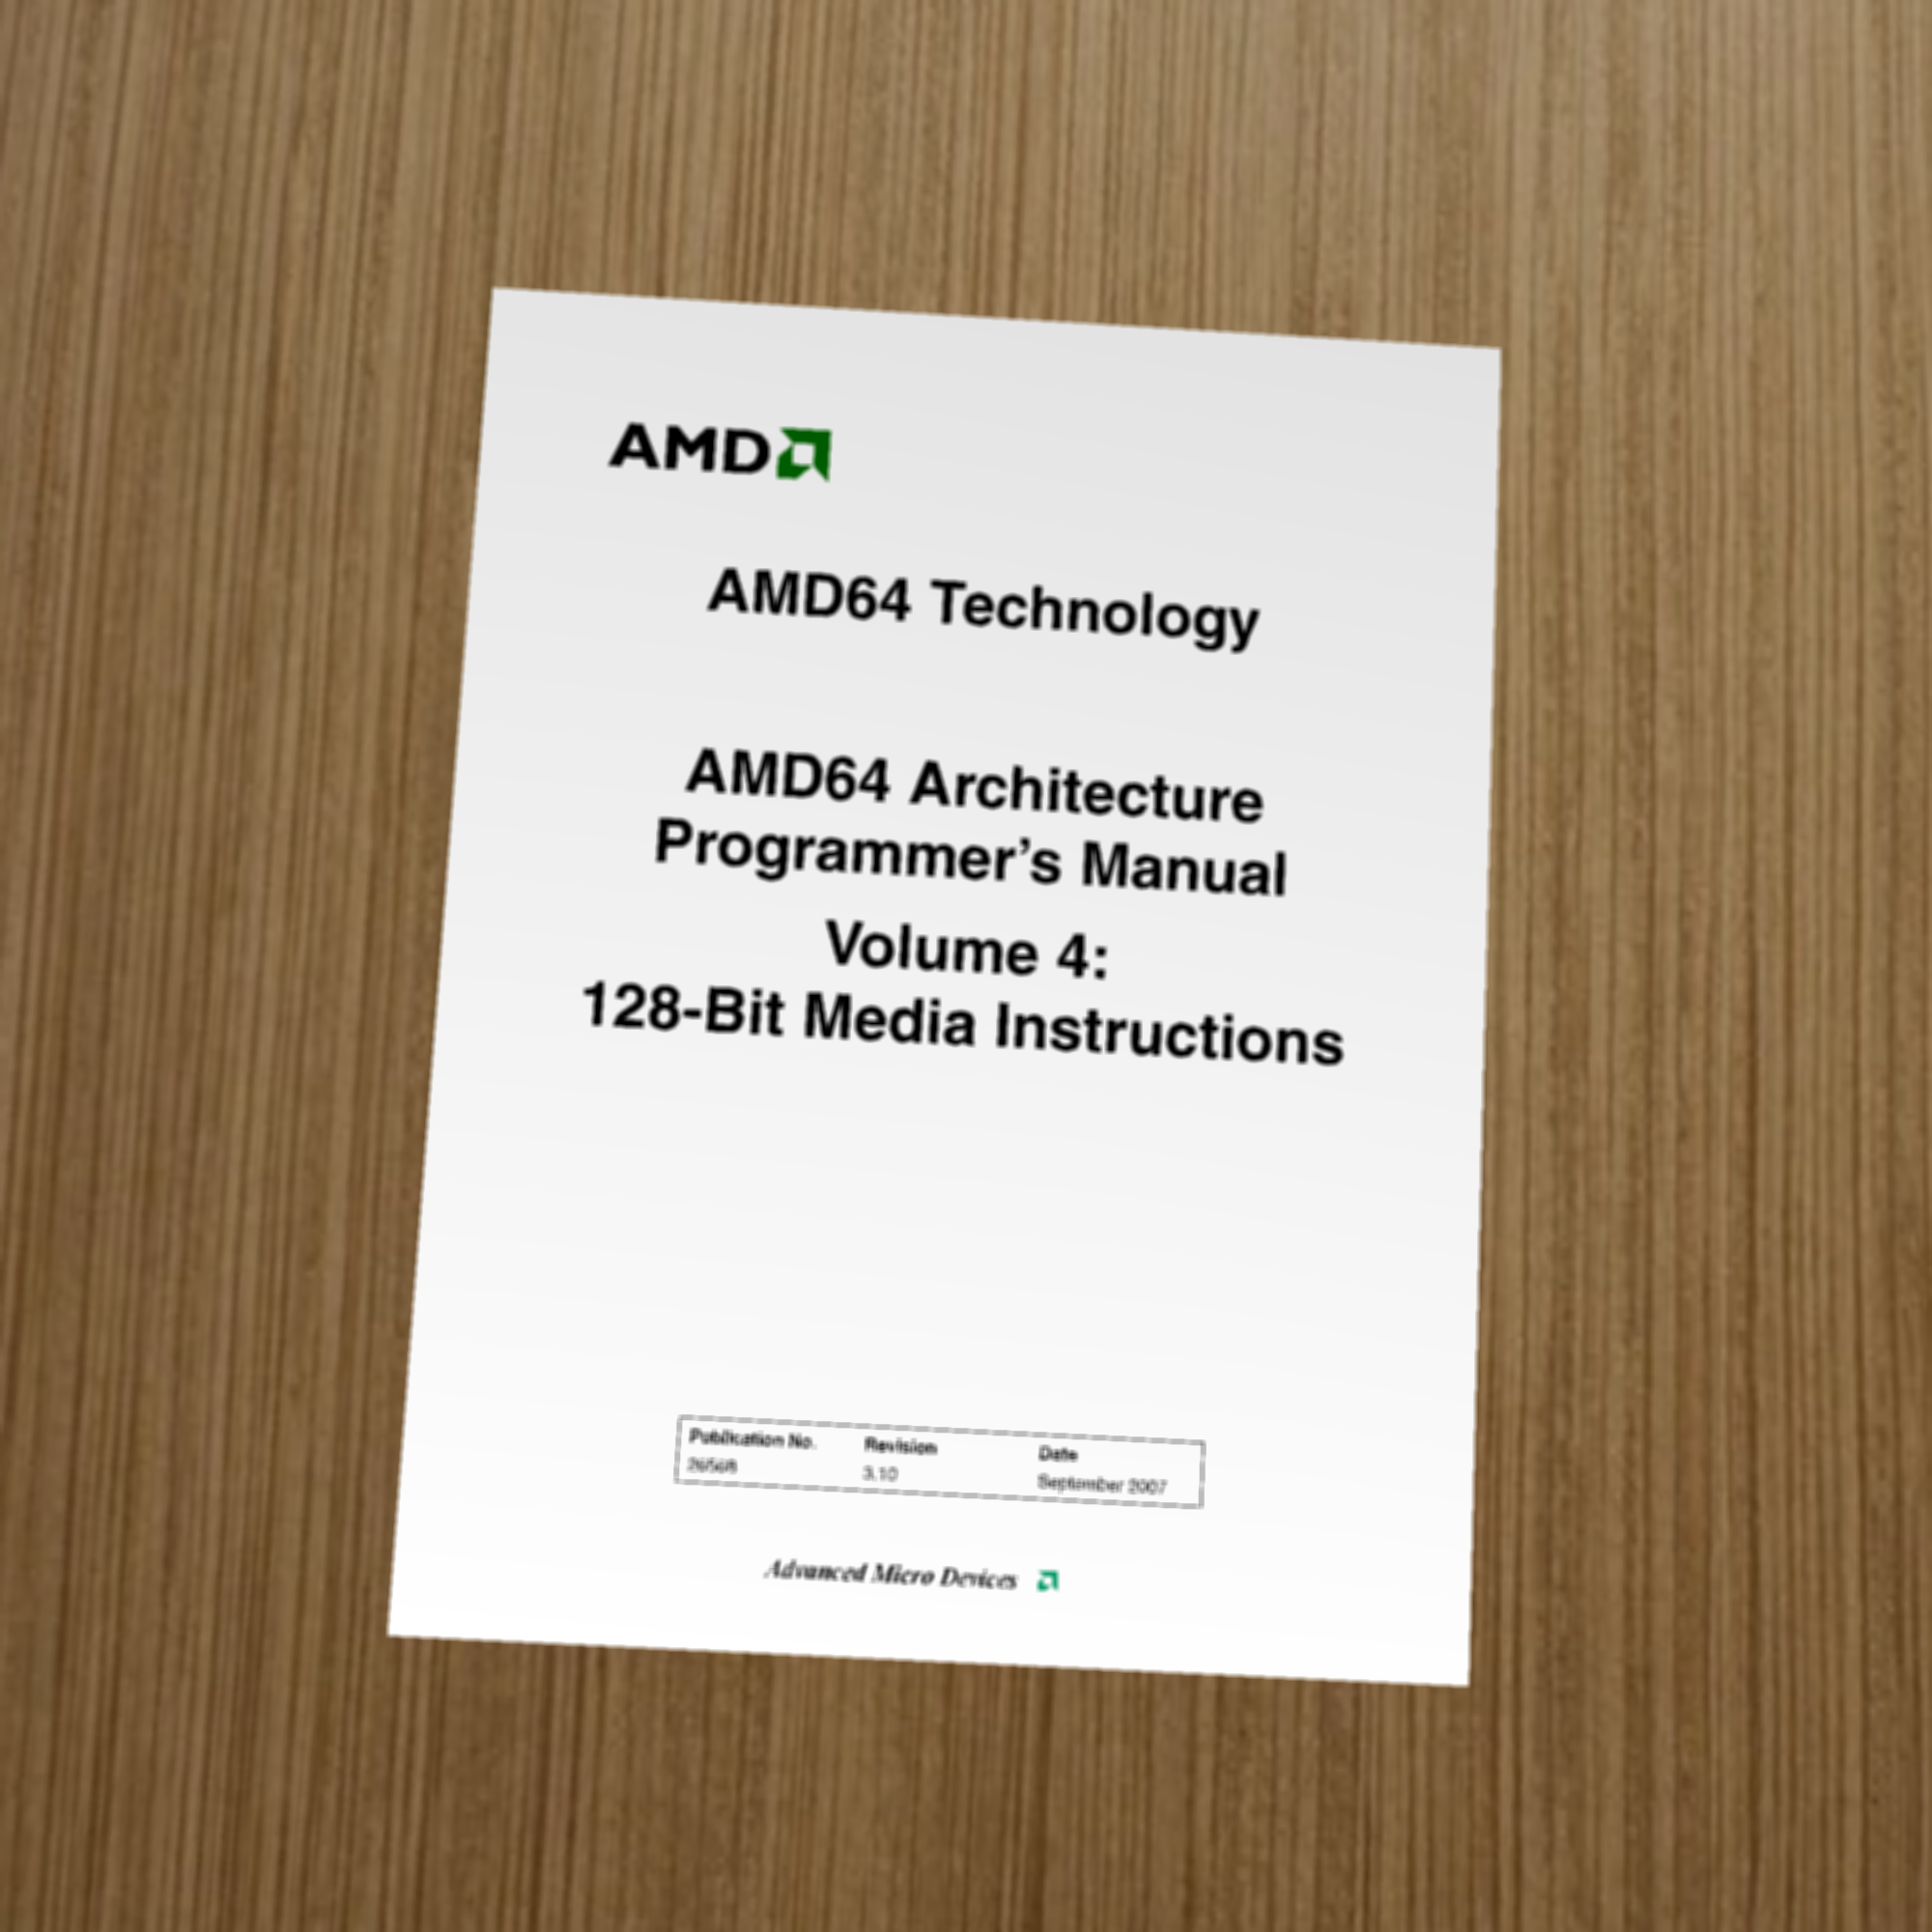 AMD
AMD64 Technology
AMD64 Architecture
Programmer’s Manual
Volume 4:
128-Bit Media Instructions
Publication No. Revision Date
26568 3.10 September 2007
Advanced Micro Devices